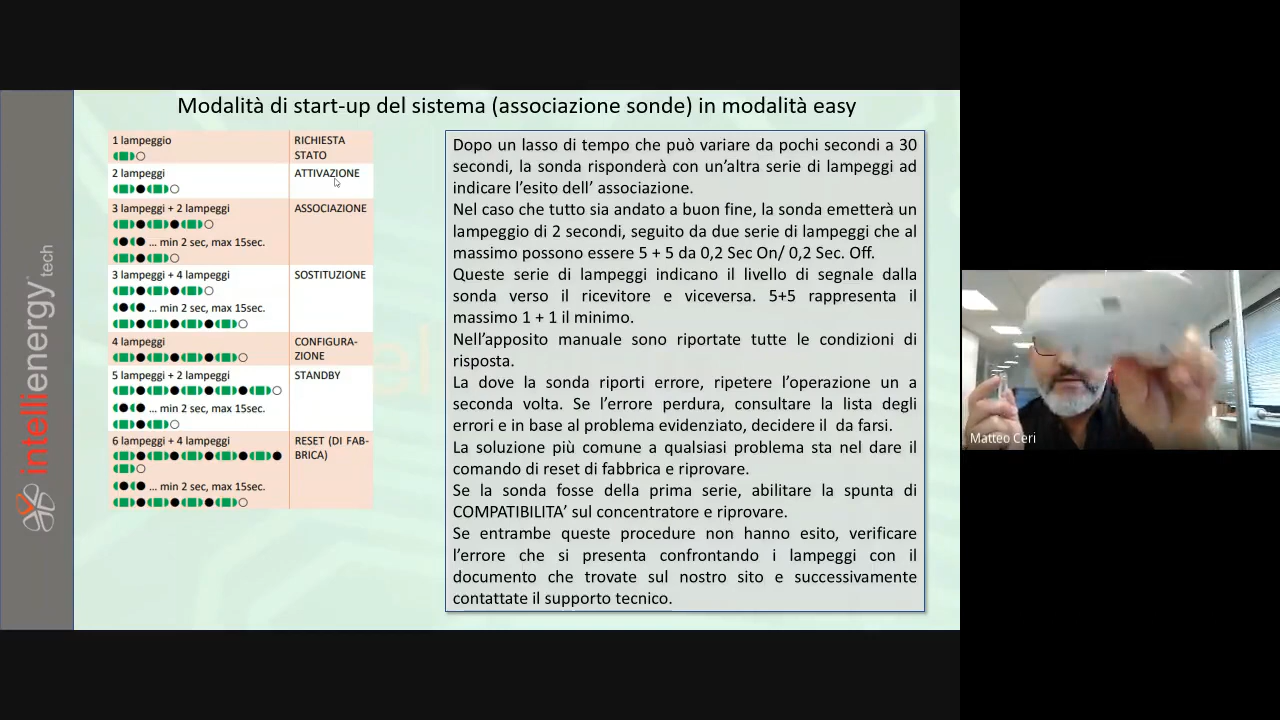 Modalità di start-up del sistema (associazione sonde) in modalità easy
1 lampeggio
RICHIESTA
STATO
2 lampeggi
ATTIVAZIONE
3 lampeggi + 2 lampeggi
ASSOCIAZIONE
... min 2 sec, max 15sec.
3 lampeggi + 4 lampeggi
SOSTITUZIONE
... min 2 sec, max 15sec.
4 lampeggi
CONFIGURA-
ZIONE
5 lampeggi + 2 lampeggi
STANDBY
... min 2 sec, max 15sec.
6 lampeggi + 4 lampeggi
RESET (DI FAB-
BRICA)
... min 2 sec, max 15sec.
Dopo un lasso di tempo che può variare da pochi secondi a 30
secondi, la sonda risponderà con un'altra serie di lampeggi ad
indicare l'esito dell' associazione.
Nel caso che tutto sia andato a buon fine, la sonda emetterà un
lampeggio di 2 secondi, seguito da due serie di lampeggi che al
massimo possono essere 5 + 5 da 0,2 Sec On/ 0,2 Sec. Off.
Queste serie di lampeggi indicano il livello di segnale dalla
sonda verso il ricevitore e viceversa. 5+5 rappresenta il
massimo 1 + 1 il minimo.
Nell'apposito manuale sono riportate tutte le condizioni di
risposta.
La dove la sonda riporti errore, ripetere l'operazione un a
seconda volta. Se l'errore perdura, consultare la lista degli
errori e in base al problema evidenziato, decidere il  da farsi.
La soluzione più comune a qualsiasi problema sta nel dare il
comando di reset di fabbrica e riprovare.
Se la sonda fosse della prima serie, abilitare la spunta di
COMPATIBILITA' sul concentratore e riprovare.
Se entrambe queste procedure non hanno esito, verificare
l'errore che si presenta confrontando i lampeggi con il
documento che trovate sul nostro sito e successivamente
contattate il supporto tecnico.
intellienergy tech
Matteo Ceri